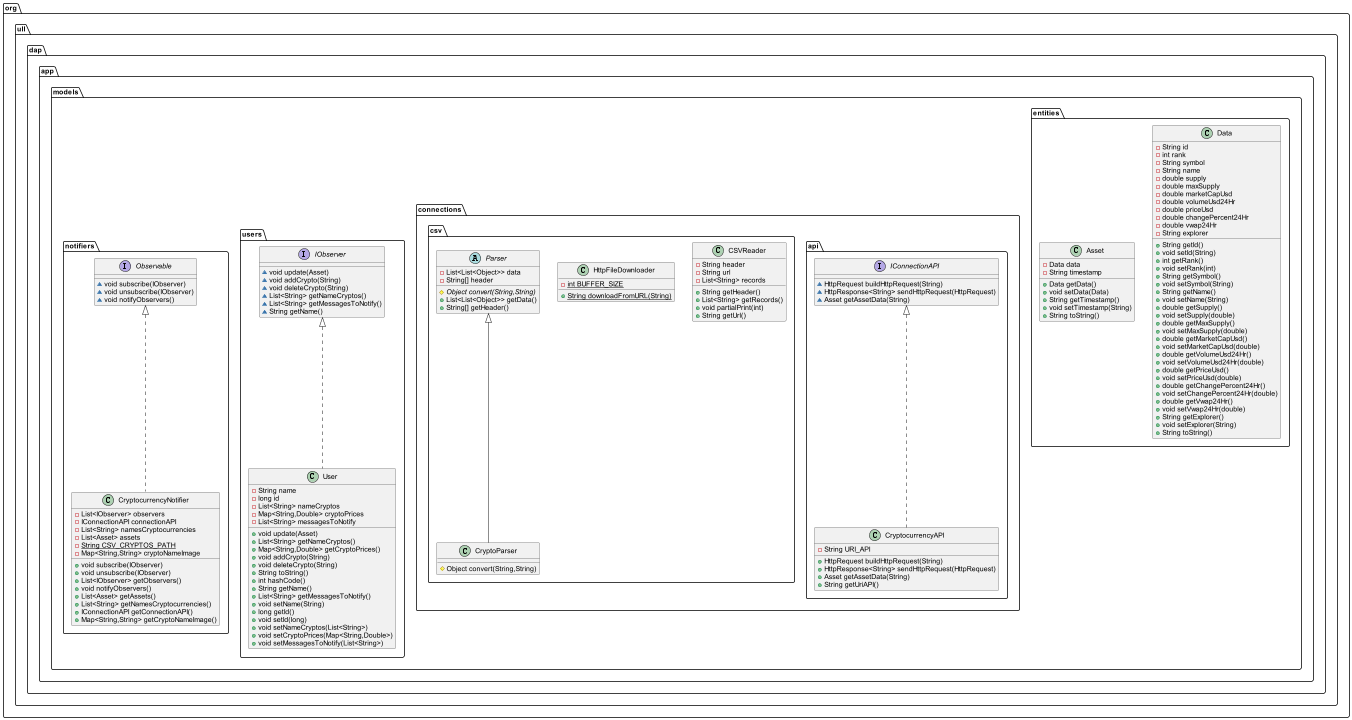 org
ull
dap
app
models
notifiers
I Observable
void subscribe(IObserver)
void unsubscribe(IObserver)
void notifyObservers()
C CryptocurrencyNotifier
List<IObserver> observers
IConnectionAPI connectionAPI
List<String> namesCryptocurrencies
List<Asset> assets
String CSV_CRYPTOS_PATH
Map<String,String> cryptoNameImage
void subscribe(IObserver)
void unsubscribe(IObserver)
List<IObserver> getObservers()
void notifyObservers()
List<Asset> getAssets()
List<String> getNamesCryptocurrencies()
IConnectionAPI getConnectionAPI()
Map<String,String> getCryptoNameImage()
users
I IObserver
void update(Asset)
void addCrypto(String)
void deleteCrypto(String)
List<String> getNameCryptos()
List<String> getMessagesToNotify()
String getName()
C User
String name
long id
List<String> nameCryptos
Map<String,Double> cryptoPrices
List<String> messagesToNotify
void update(Asset)
List<String> getNameCryptos()
Map<String,Double> getCryptoPrices()
void addCrypto(String)
void deleteCrypto(String)
String toString()
int hashCode()
String getName()
List<String> getMessagesToNotify()
void setName(String)
long getId()
void setId(long)
void setNameCryptos(List<String>)
void setCryptoPrices(Map<String,Double>)
void setMessagesToNotify(List<String>)
connections
csv
A Parser
List<List<Object>> data
String[] header
Object convert(String,String)
List<List<Object>> getData()
String[] getHeader()
C CryptoParser
Object convert(String,String)
C HttpFileDownloader
int BUFFER_SIZE
String downloadFromURL(String)
C CSVReader
String header
String url
List<String> records
String getHeader()
List<String> getRecords()
void partialPrint(int)
String getUrl()
api
I IConnectionAPI
HttpRequest buildHttpRequest(String)
HttpResponse<String> sendHttpRequest(HttpRequest)
Asset getAssetData(String)
C CryptocurrencyAPI
String URI_API
HttpRequest buildHttpRequest(String)
HttpResponse<String> sendHttpRequest(HttpRequest)
Asset getAssetData(String)
String getUriAPI()
entities
C Asset
Data data
String timestamp
Data getData()
void setData(Data)
String getTimestamp()
void setTimestamp(String)
String toString()
C Data
String id
int rank
String symbol
String name
double supply
double maxSupply
double marketCapUsd
double volumeUsd24Hr
double priceUsd
double changePercent24Hr
double vwap24Hr
String explorer
String getId()
void setId(String)
int getRank()
void setRank(int)
String getSymbol()
void setSymbol(String)
String getName()
void setName(String)
double getSupply()
void setSupply(double)
double getMaxSupply()
void setMaxSupply(double)
double getMarketCapUsd()
void setMarketCapUsd(double)
double getVolumeUsd24Hr()
void setVolumeUsd24Hr(double)
double getPriceUsd()
void setPriceUsd(double)
double getChangePercent24Hr()
void setChangePercent24Hr(double)
double getVwap24Hr()
void setVwap24Hr(double)
String getExplorer()
void setExplorer(String)
String toString()